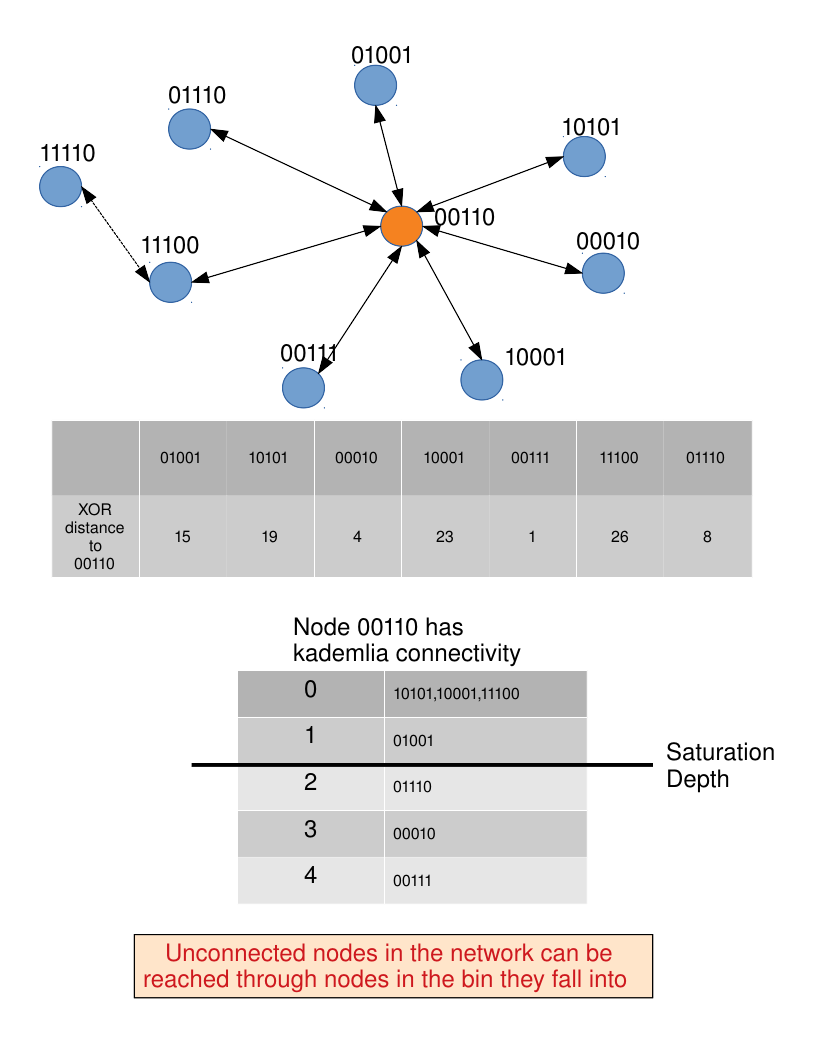 01001
01110
10101
11110
00110
11100
00010
00111
10001
01001 10101 00010 10001 00111 11100 01110
XOR
distance
to
00110
15 19 4 23 1 26 8
Node 00110 has
kademlia connectivity
0 10101,10001,11100
1 01001
Saturation
Depth
2 01110
3 00010
4 00111
Unconnected nodes in the network can be
reached through nodes in the bin they fall into